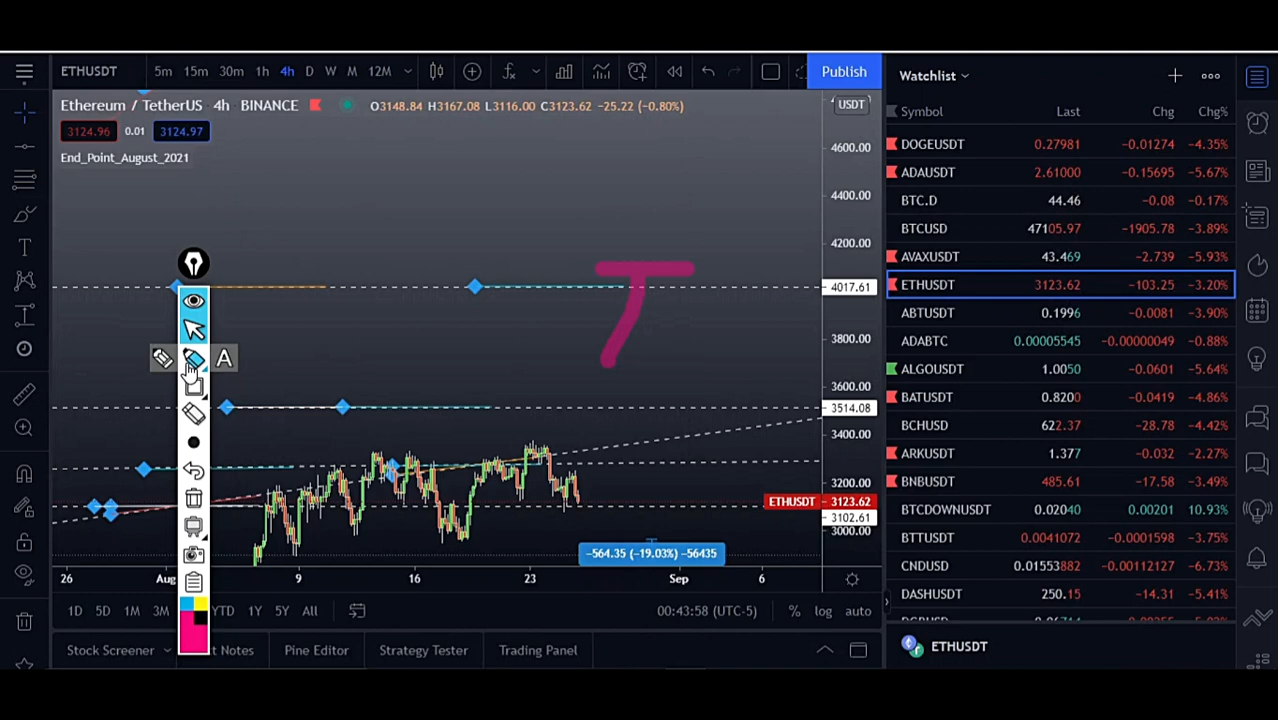 ETHUSDT 5m 15m 30m 1h 4h D W M 12M Publish
Ethereum / TetherUS 4h BINANCE O3148.84 H3167.08 L3116.00 C3123.62 −25.22 (−0.80%) USDT
3124.96 0.01 3124.97
End_Point_August_2021
4600.00
4400.00
4200.00
4017.61
3800.00
3600.00
3514.08
3400.00
3200.00
ETHUSDT 3123.62
3102.61
3000.00
A
−564.35 (−19.03%) −56435
26 Aug 9 16 23 Sep 6
1D 5D 1M 3M YTD 1Y 5Y All 00:43:58 (UTC-5) % log auto
Stock Screener Notes Pine Editor Strategy Tester Trading Panel
Watchlist
Symbol Last Chg Chg%
DOGEUSDT 0.27981 −0.01274 −4.35%
ADAUSDT 2.61000 −0.15695 −5.67%
BTC.D 44.46 −0.08 −0.17%
BTCUSD 47105.97 −1905.78 −3.89%
AVAXUSDT 43.469 −2.739 −5.93%
ETHUSDT 3123.62 −103.25 −3.20%
ABTUSDT 0.1996 −0.0081 −3.90%
ADABTC 0.00005545 −0.00000049 −0.88%
ALGOUSDT 1.0050 −0.0601 −5.64%
BATUSDT 0.8200 −0.0419 −4.86%
BCHUSD 622.37 −28.78 −4.42%
ARKUSDT 1.377 −0.032 −2.27%
BNBUSDT 485.61 −17.58 −3.49%
BTCDOWNUSDT 0.02040 0.00201 10.93%
BTTUSDT 0.0041072 −0.0001598 −3.75%
CNDUSD 0.01553882 −0.00112127 −6.73%
DASHUSDT 250.15 −14.31 −5.41%
ETHUSDT